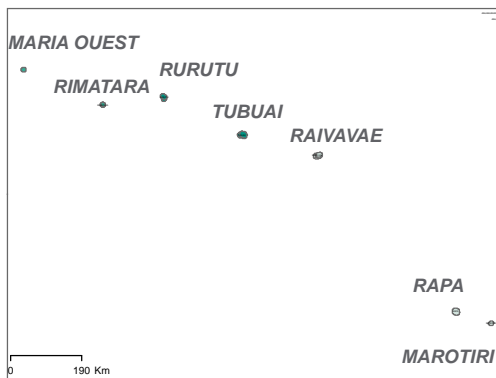 MARIA OUEST
RURUTU
RIMATARA
TUBUAI
RAIVAVAE
RAPA
MAROTIRI
0 190 Km